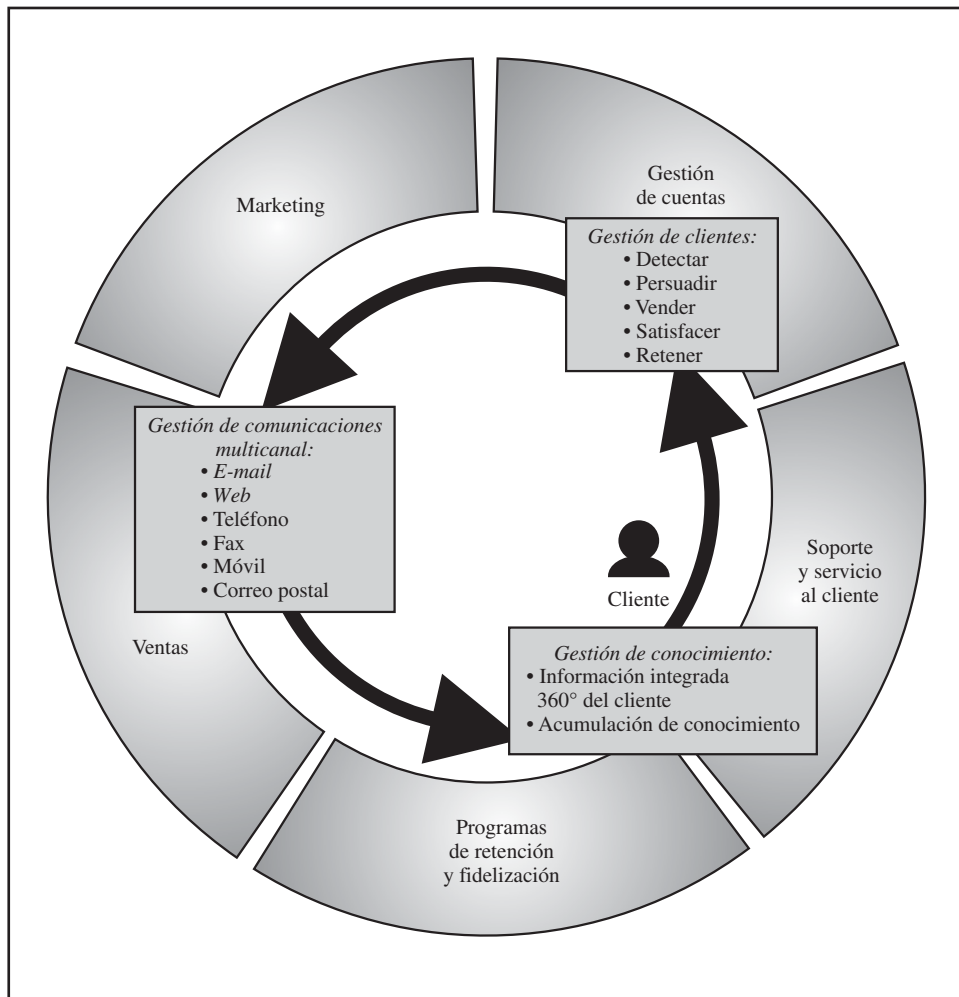 Marketing
Gestión
de cuentas
Gestión de clientes:
• Detectar
• Persuadir
• Vender
• Satisfacer
• Retener
Gestión de comunicaciones
multicanal:
• E-mail
• Web
• Teléfono
• Fax
• Móvil
• Correo postal
Ventas
Cliente
Soporte
y servicio
al cliente
Gestión de conocimiento:
• Información integrada
360° del cliente
• Acumulación de conocimiento
Programas
de retención
y fidelización